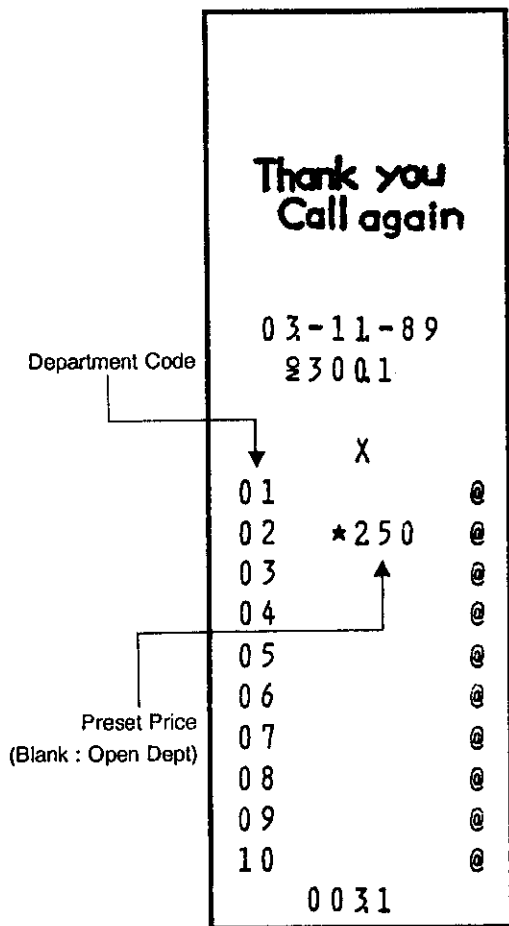 Thank you
Call again
03-11-89
Department Code
№3001
X
01 @
02 *250 @
03 @
04 @
05 @
06 @
Preset Price
07 @
(Blank : Open Dept)
08 @
09 @
10 @
0031